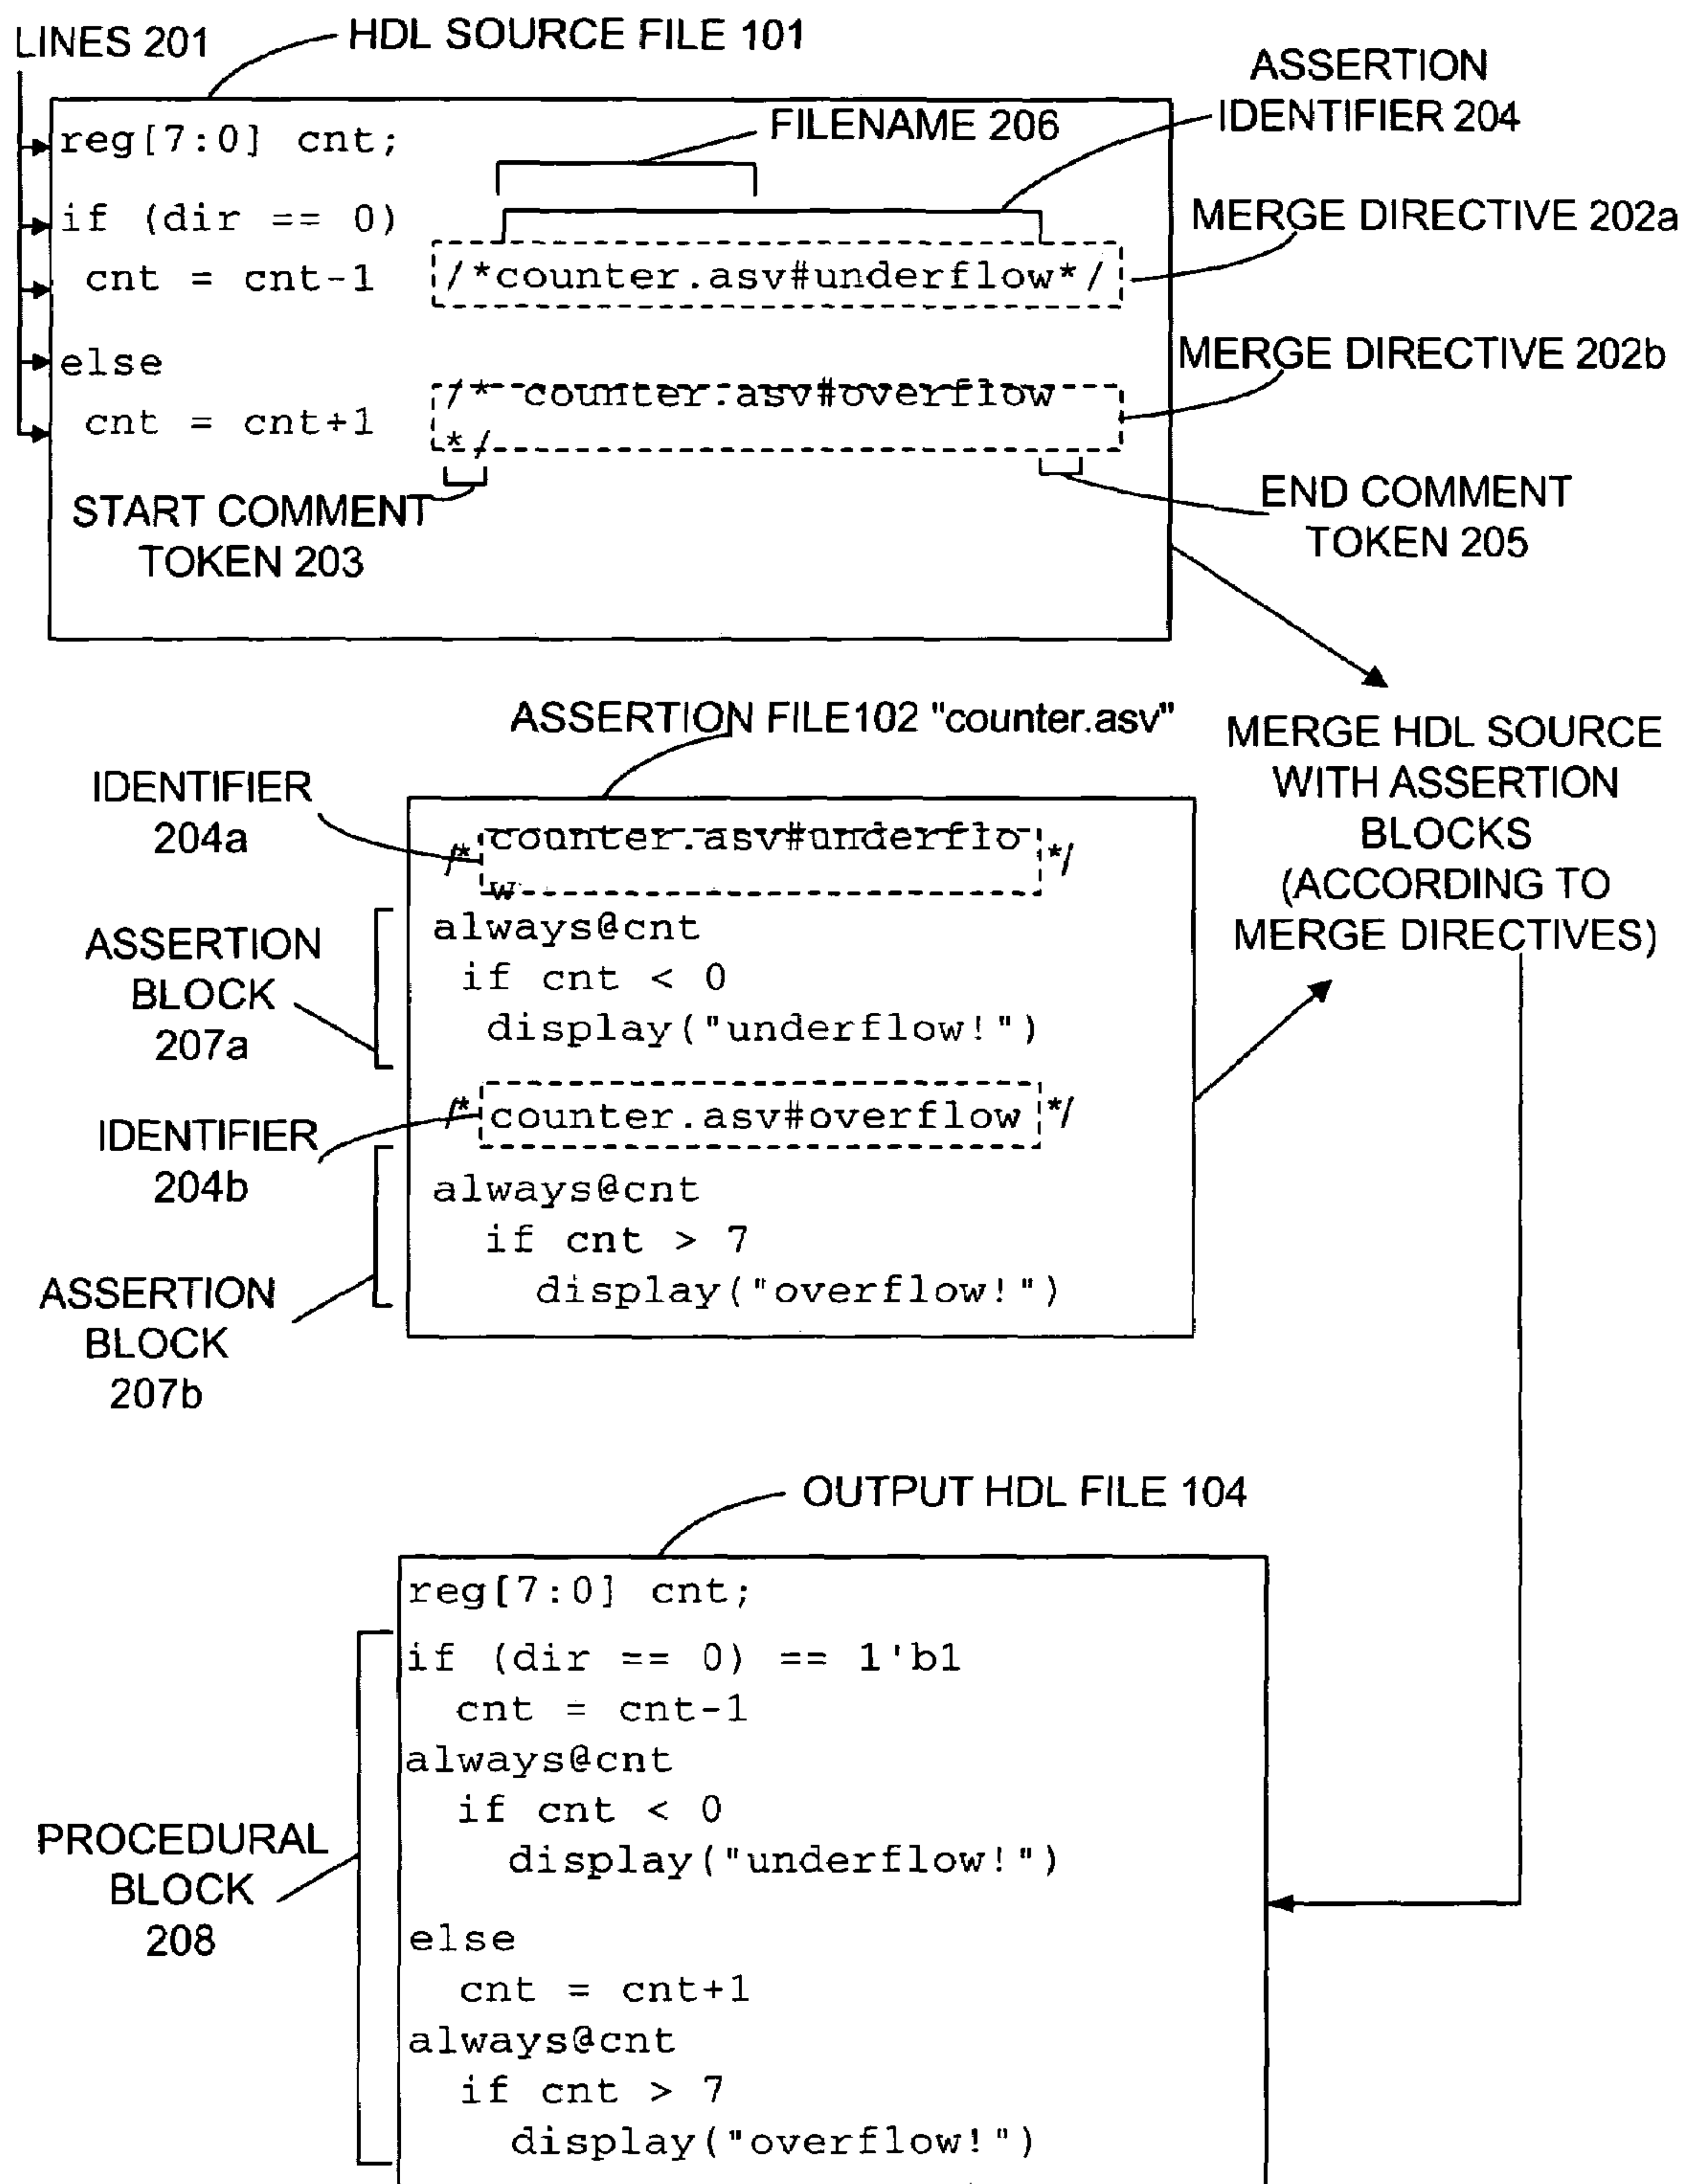 LINES 201
HDL SOURCE FILE 101
ASSERTION
IDENTIFIER 204
FILENAME 206
reg[7:0] cnt;
if (dir == 0)
MERGE DIRECTIVE 202a
cnt = cnt-1 /*counter.asv#underflow*/
else
MERGE DIRECTIVE 202b
/* counter.asv#overflow
cnt = cnt+1
*/
START COMMENT
TOKEN 203
END COMMENT
TOKEN 205
ASSERTION FILE102 "counter.asv"
MERGE HDL SOURCE
WITH ASSERTION
BLOCKS
(ACCORDING TO
MERGE DIRECTIVES)
IDENTIFIER
204a
/* counter.asv#underflo */
w
ASSERTION
BLOCK
207a
always@cnt
if cnt < 0
display("underflow!")
IDENTIFIER
204b
/* counter.asv#overflow */
ASSERTION
BLOCK
207b
always@cnt
if cnt > 7
display("overflow!")
OUTPUT HDL FILE 104
reg[7:0] cnt;
if (dir == 0) == 1'b1
cnt = cnt-1
always@cnt
if cnt < 0
display("underflow!")
PROCEDURAL
BLOCK
208
else
cnt = cnt+1
always@cnt
if cnt > 7
display("overflow!")